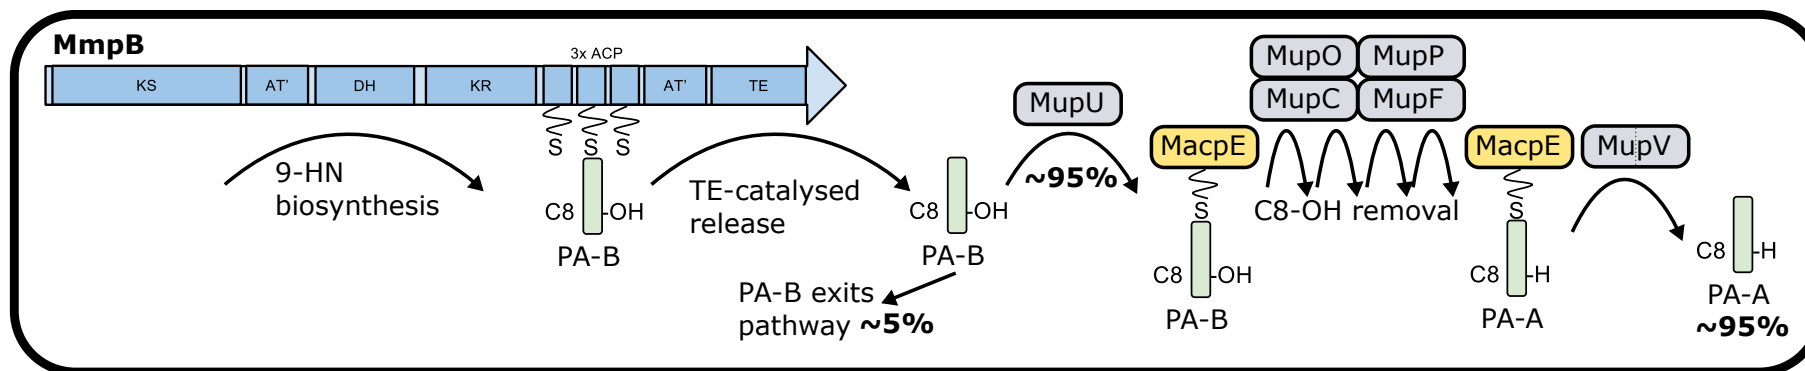 MmpB
3x ACP
KS
AT'
DH
KR
AT'
TE
S
S
S
9-HN
biosynthesis
C8
-OH
PA-B
TE-catalysed
release
C8
-OH
PA-B
PA-B exits
pathway ~5%
MupU
~95%
MacpE
S
C8
-OH
PA-B
MupO
MupP
MupC
MupF
C8-OH removal
MacpE
S
C8
-H
PA-A
MupV
C8
-H
PA-A
~95%